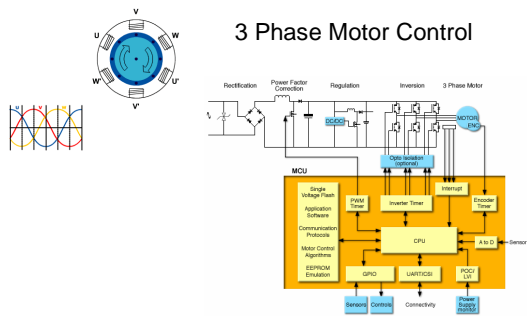 3 Phase Motor Control
V
U
W
W'
U'
V'
U
V
W
Rectification
Power Factor
Correction
Regulation
Inversion
3 Phase Motor
DC/DC
MOTOR
ENC
Opto Isolation
(optional)
MCU
Single
Voltage Flash
Application
Software
Communication
Protocols
Motor Control
Algorithms
EEPROM
Emulation
PWM
Timer
Inverter Timer
Interrupt
Encoder
Timer
CPU
A to D
Sensor
GPIO
UART/CSI
POC/
LVI
Sensors
Controls
Connectivity
Power
Supply
monitor